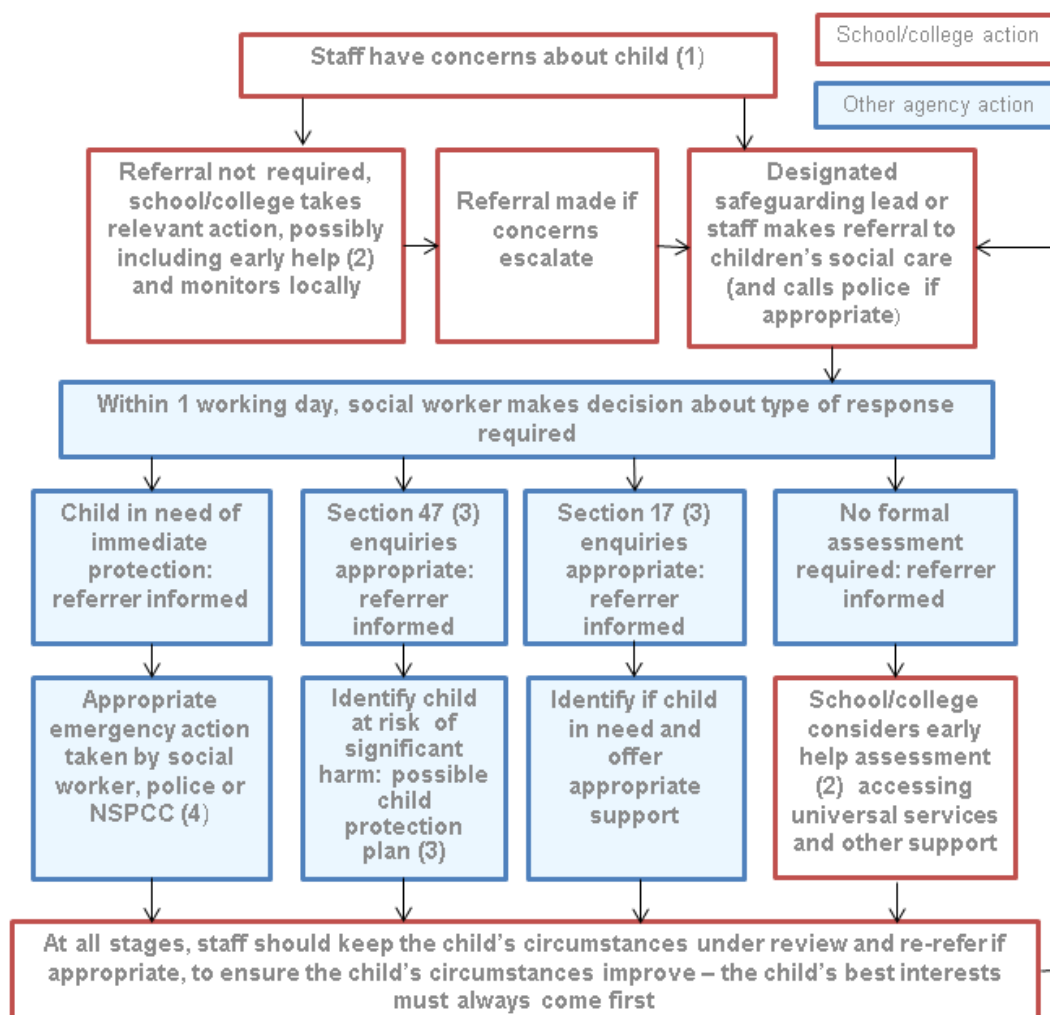 School/college action
Staff have concerns about child (1)
Other agency action
Referral not required,
school/college takes
relevant action, possibly
including early help (2)
and monitors locally
Referral made if
concerns
escalate
Designated
safeguarding lead or
staff makes referral to
children's social care
(and calls police if
appropriate)
Within 1 working day, social worker makes decision about type of response
required
Child in need of
immediate
protection:
referrer informed
Section 47 (3)
enquiries
appropriate:
referrer
informed
Section 17 (3)
enquiries
appropriate:
referrer
informed
No formal
assessment
required: referrer
informed
Appropriate
emergency action
taken by social
worker, police or
NSPCC (4)
Identify child
at risk of
significant
harm: possible
child
protection
plan (3)
Identify if child
in need and
offer
appropriate
support
School/college
considers early
help assessment
(2) accessing
universal services
and other support
At all stages, staff should keep the child's circumstances under review and re-refer if
appropriate, to ensure the child's circumstances improve – the child's best interests
must always come first